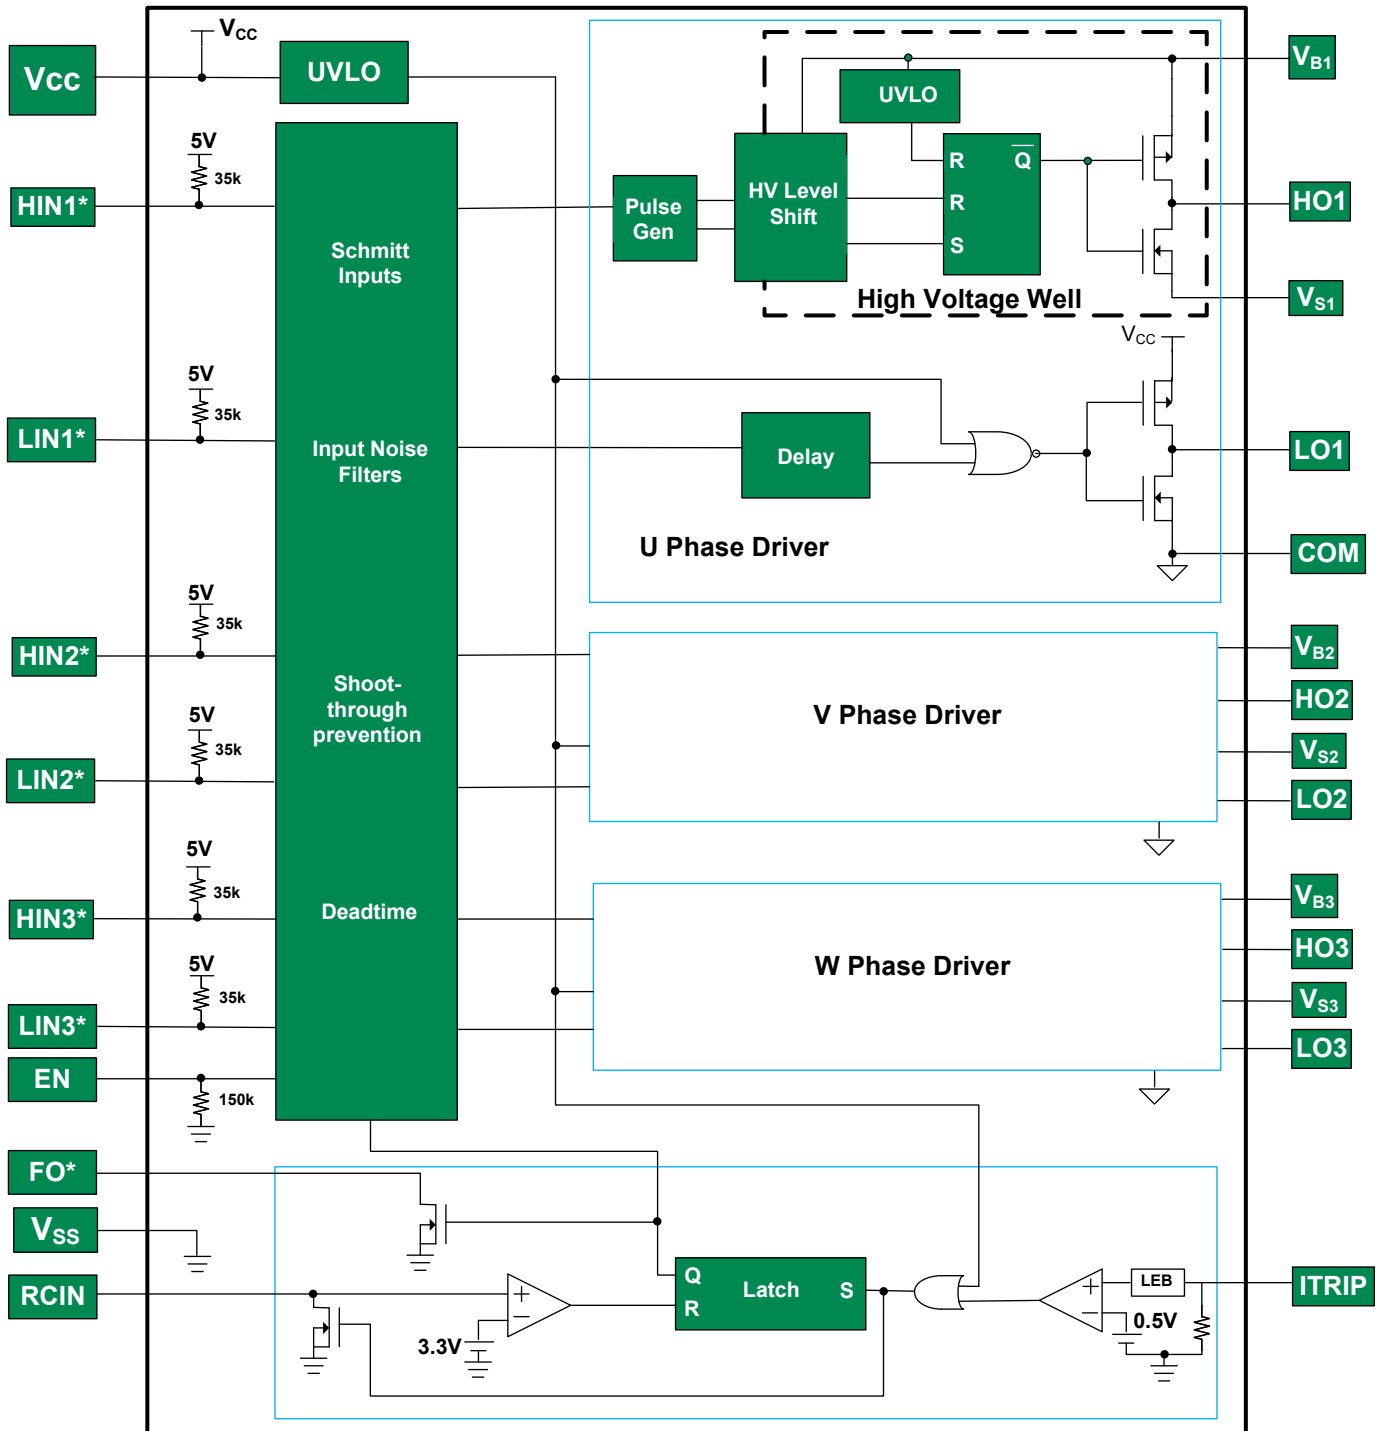 Vcc
VCC
UVLO
VB1
UVLO
5V
35k
HIN1*
Pulse
Gen
HV Level
Shift
R
Q
R
S
HO1
Schmitt
Inputs
High Voltage Well
VS1
VCC
5V
35k
LIN1*
Input Noise
Filters
Delay
LO1
U Phase Driver
COM
5V
35k
HIN2*
VB2
Shoot-
through
prevention
HO2
V Phase Driver
5V
35k
VS2
LIN2*
LO2
5V
35k
HIN3*
Deadtime
VB3
HO3
W Phase Driver
5V
35k
VS3
LIN3*
LO3
EN
150k
FO*
VSS
RCIN
3.3V
Q
R
Latch
S
LEB
0.5V
ITRIP